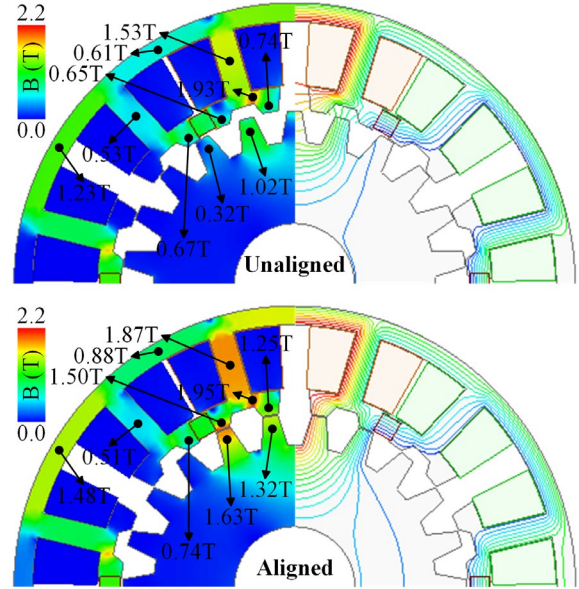 2.2
B (T)
0.0
1.53T
0.61T
0.65T
0.74T
1.93T
0.53T
1.23T
0.32T
1.02T
0.67T
Unaligned
2.2
B (T)
0.0
1.87T
0.88T
1.50T
1.25T
1.95T
0.51T
1.48T
1.32T
1.63T
0.74T
Aligned